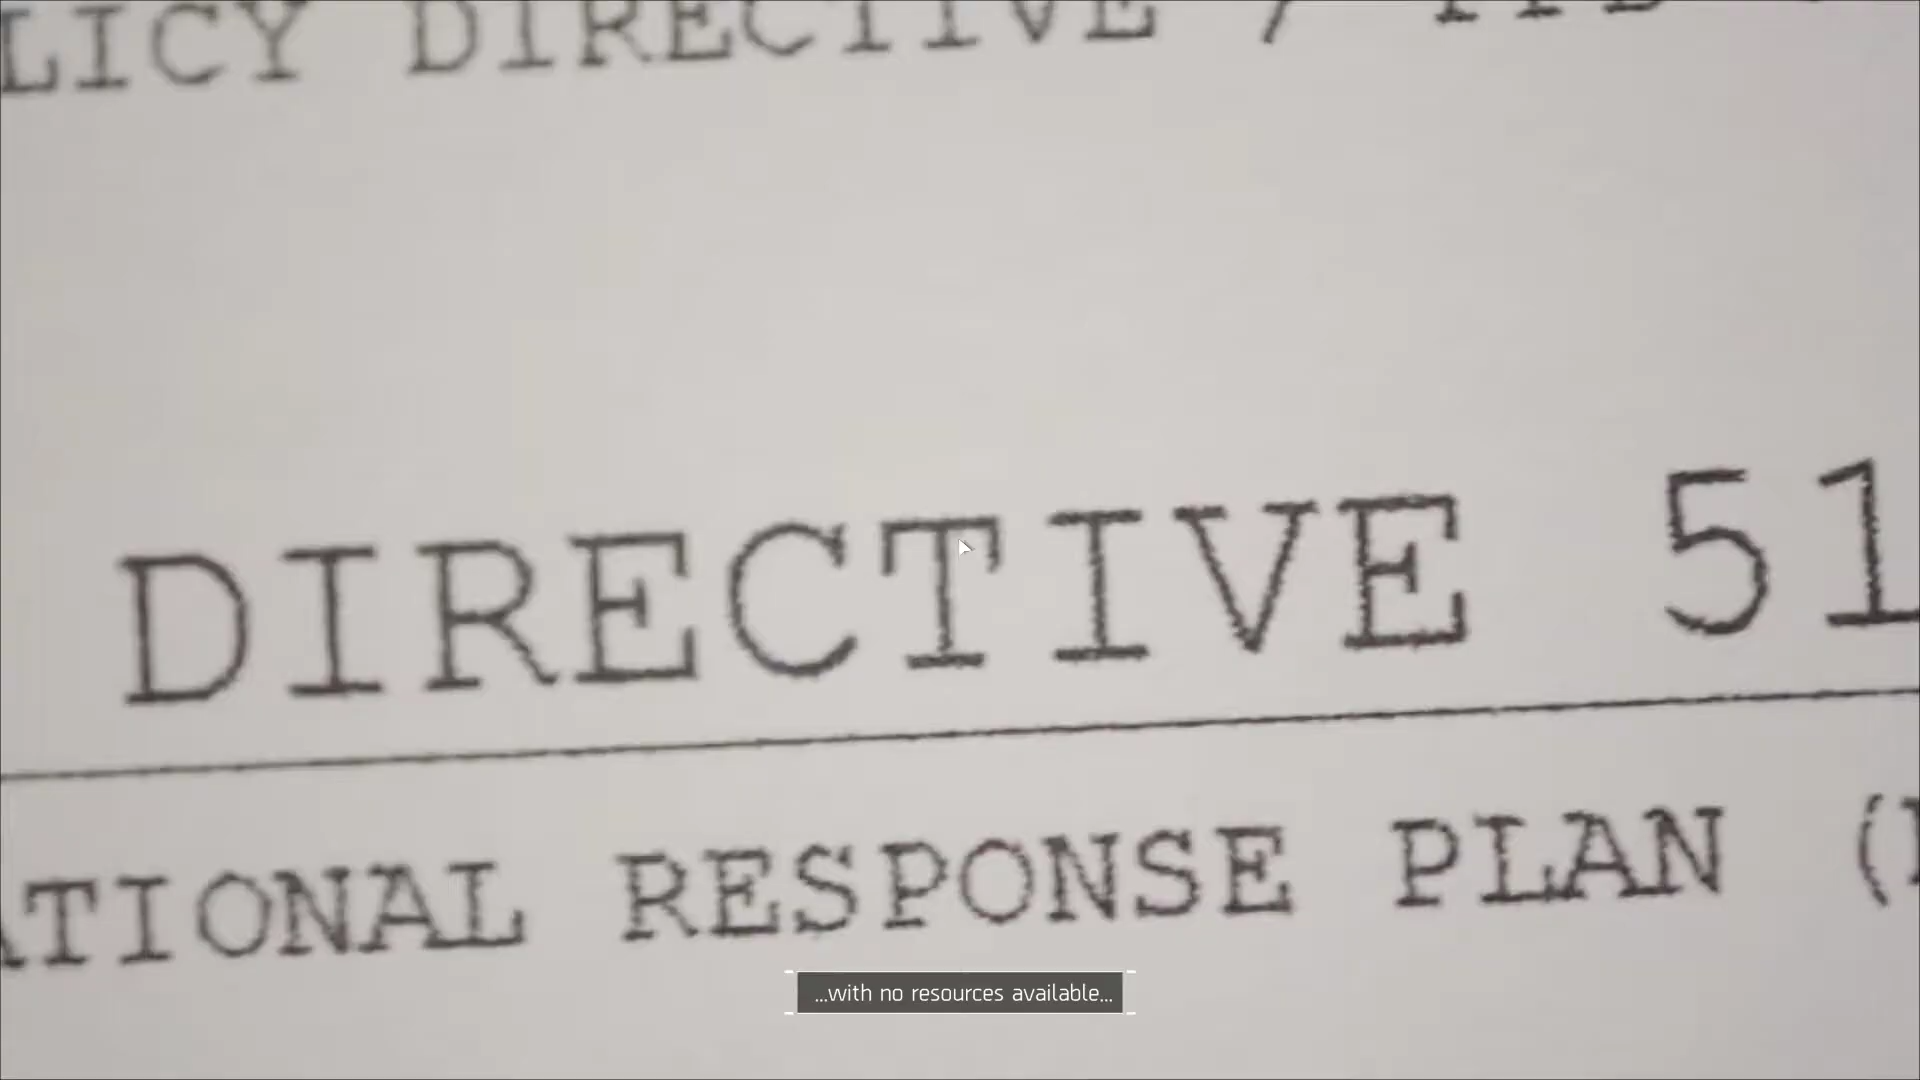 LICY DIRECTIVE /
DIRECTIVE 51
ATIONAL RESPONSE PLAN (
...with no resources available...